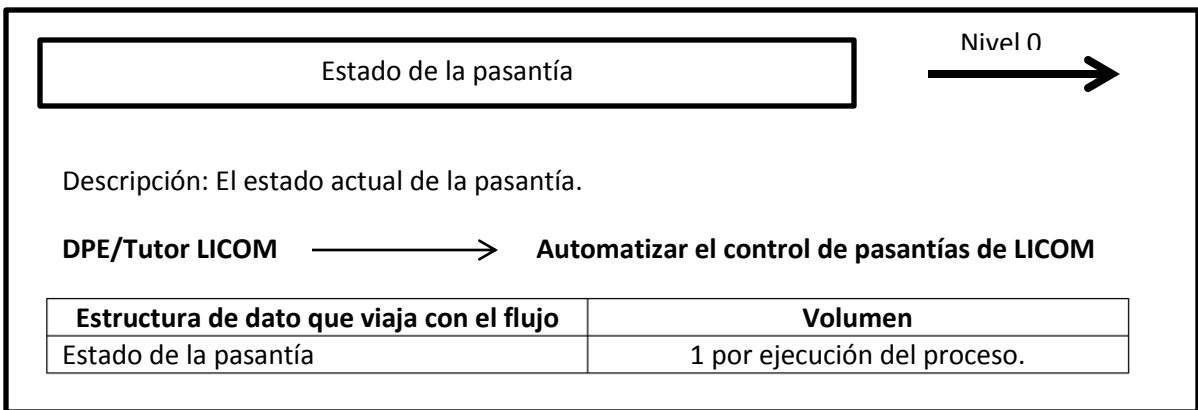 Nivel 0
Estado de la pasantía
Descripción: El estado actual de la pasantía.
DPE/Tutor LICOM Automatizar el control de pasantías de LICOM
Estructura de dato que viaja con el flujo Volumen
Estado de la pasantía 1 por ejecución del proceso.